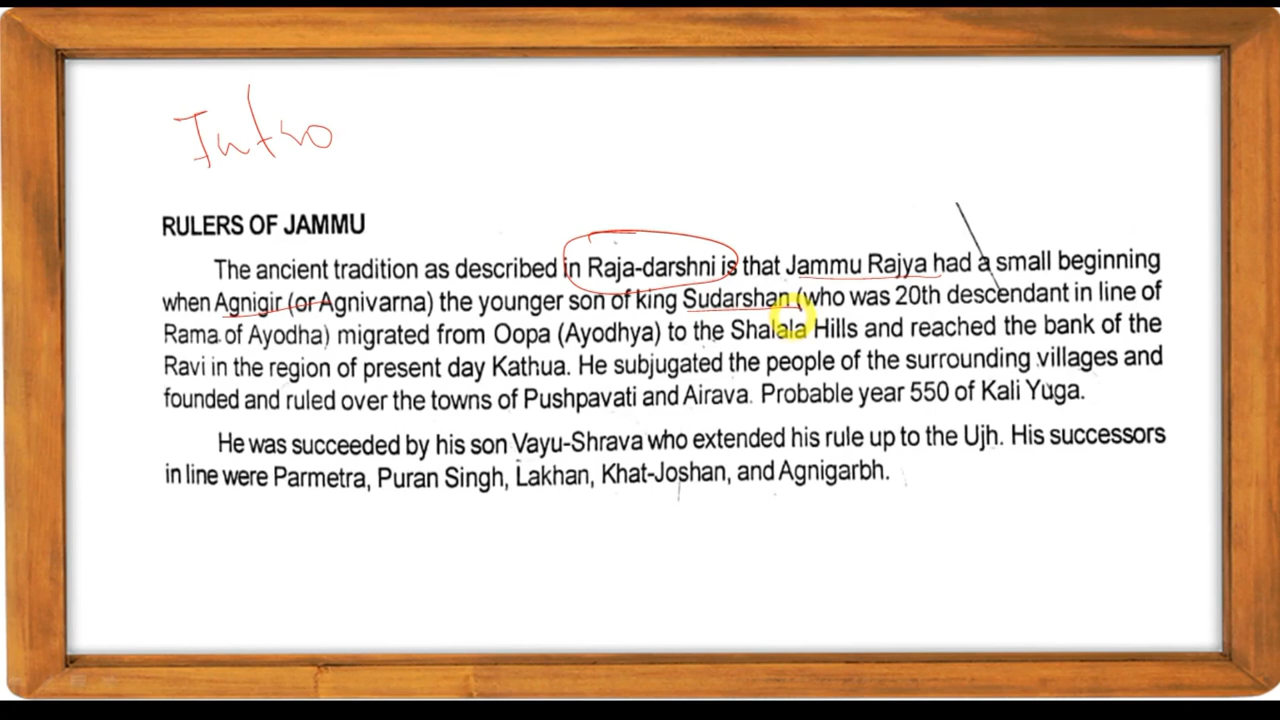 Intro
RULERS OF JAMMU
The ancient tradition as described in Raja-darshni is that Jammu Rajya had a small beginning
when Agnigir (or Agnivarna) the younger son of king Sudarshan (who was 20th descendant in line of
Rama of Ayodha) migrated from Oopa (Ayodhya) to the Shalala Hills and reached the bank of the
Ravi in the region of present day Kathua. He subjugated the people of the surrounding villages and
founded and ruled over the towns of Pushpavati and Airava. Probable year 550 of Kali Yuga.
He was succeeded by his son Vayu-Shrava who extended his rule up to the Ujh. His successors
in line were Parmetra, Puran Singh, Lakhan, Khat-Joshan, and Agnigarbh.